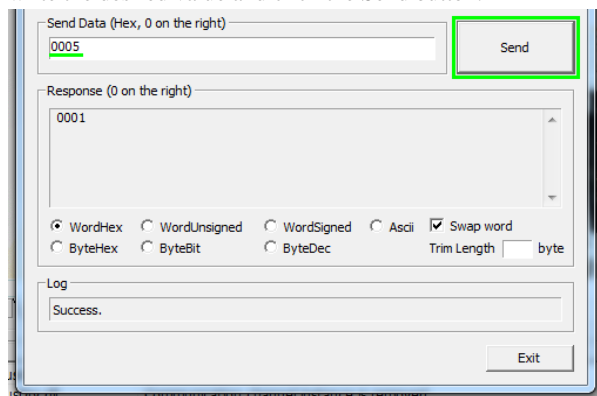 Send Data (Hex, 0 on the right)
0005
Send
Response (0 on the right)
0001
WordHex WordUnsigned WordSigned Ascii Swap word
ByteHex ByteBit ByteDec Trim Length byte
Log
Success.
Exit